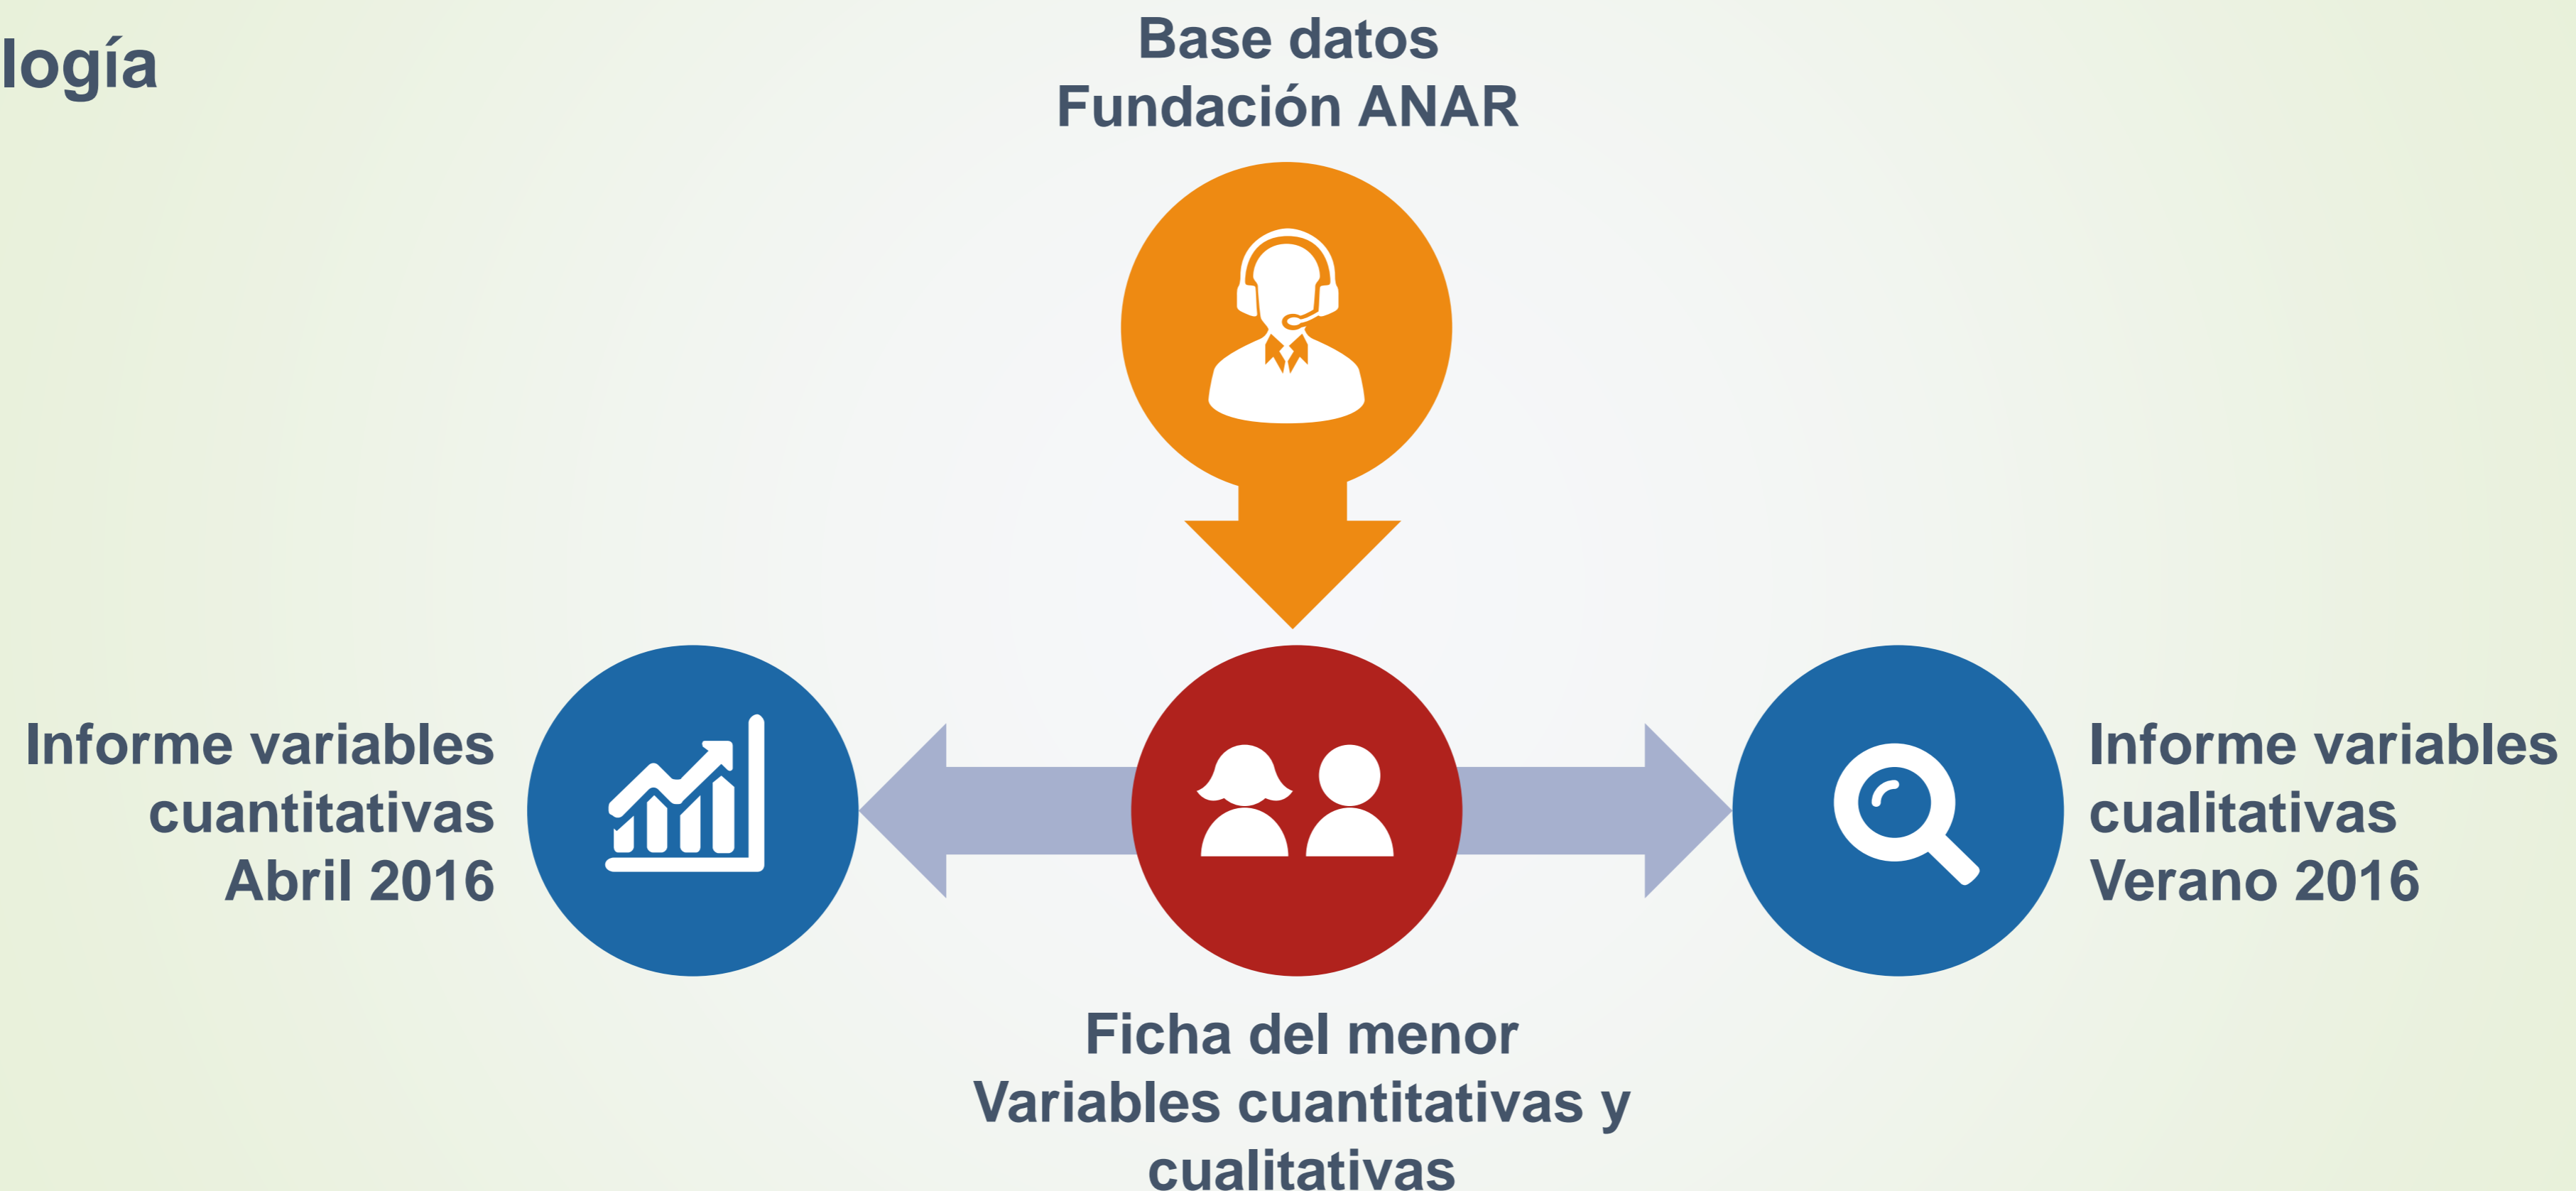 logía
Base datos
Fundación ANAR
Informe variables
cuantitativas
Abril 2016
Informe variables
cualitativas
Verano 2016
Ficha del menor
Variables cuantitativas y
cualitativas